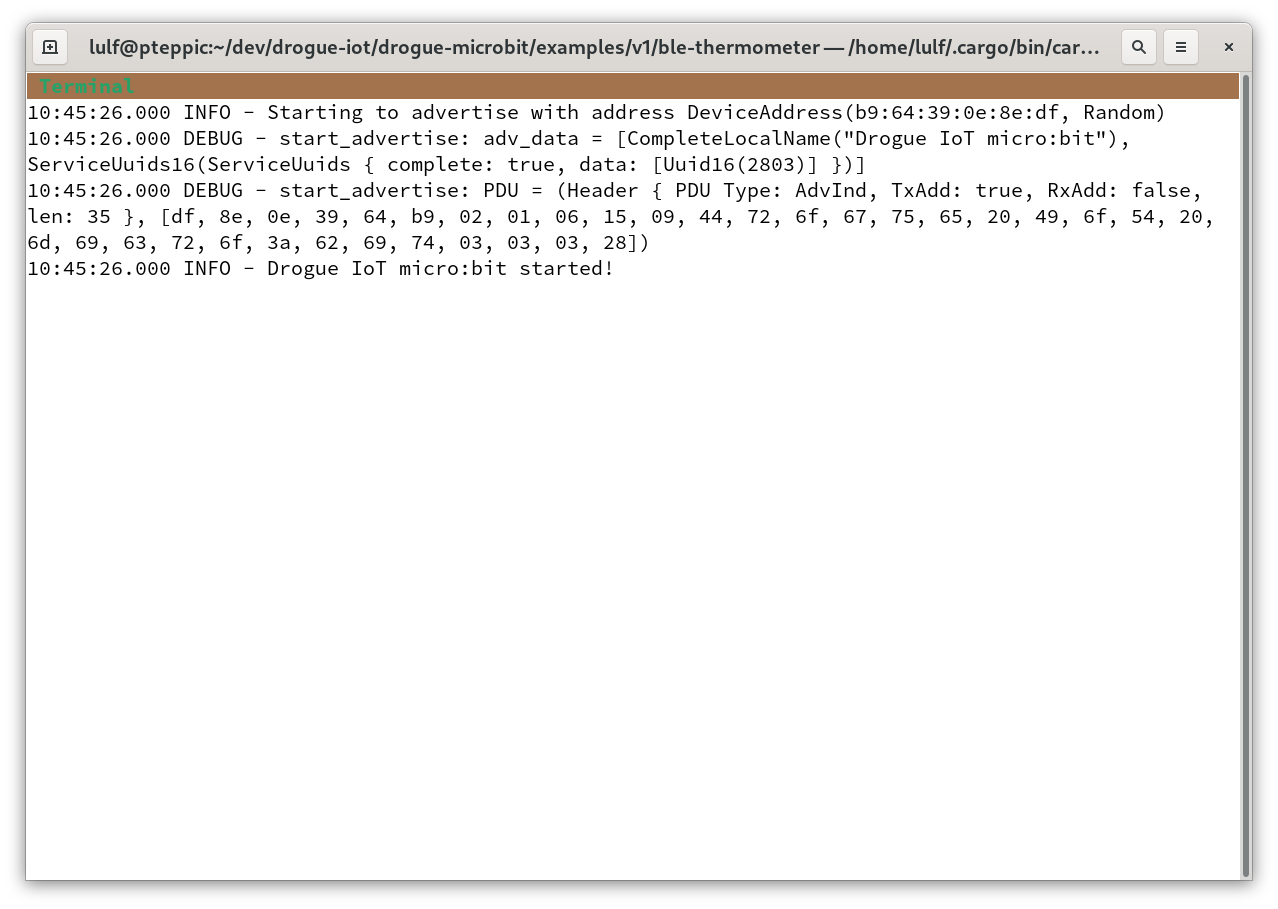 lulf@pteppic:~/dev/drogue-iot/drogue-microbit/examples/v1/ble-thermometer — /home/lulf/.cargo/bin/car…
Terminal
10:45:26.000 INFO - Starting to advertise with address DeviceAddress(b9:64:39:0e:8e:df, Random)
10:45:26.000 DEBUG - start_advertise: adv_data = [CompleteLocalName("Drogue IoT micro:bit"),
ServiceUuids16(ServiceUuids { complete: true, data: [Uuid16(2803)] })]
10:45:26.000 DEBUG - start_advertise: PDU = (Header { PDU Type: AdvInd, TxAdd: true, RxAdd: false,
len: 35 }, [df, 8e, 0e, 39, 64, b9, 02, 01, 06, 15, 09, 44, 72, 6f, 67, 75, 65, 20, 49, 6f, 54, 20,
6d, 69, 63, 72, 6f, 3a, 62, 69, 74, 03, 03, 03, 28])
10:45:26.000 INFO - Drogue IoT micro:bit started!